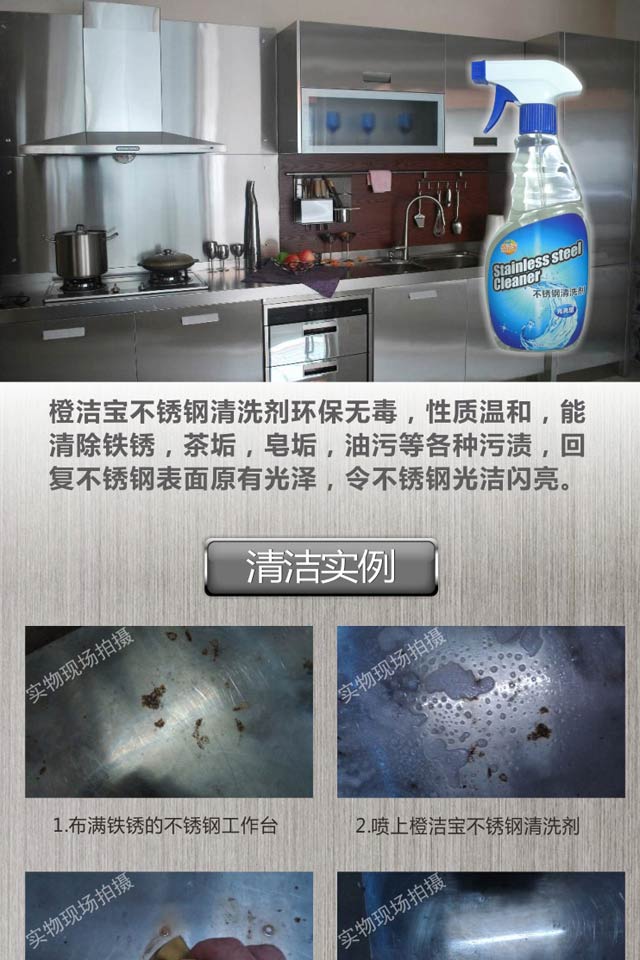 Stainless steel
Cleaner
不锈钢清洗剂
橙洁宝不锈钢清洗剂环保无毒，性质温和，能
清除铁锈，茶垢，皂垢，油污等各种污渍，回
复不锈钢表面原有光泽，令不锈钢光洁闪亮。
清洁实例
实物现场拍摄
实物现场拍摄
1.布满铁锈的不锈钢工作台
2.喷上橙洁宝不锈钢清洗剂
实物现场拍摄
实物现场拍摄